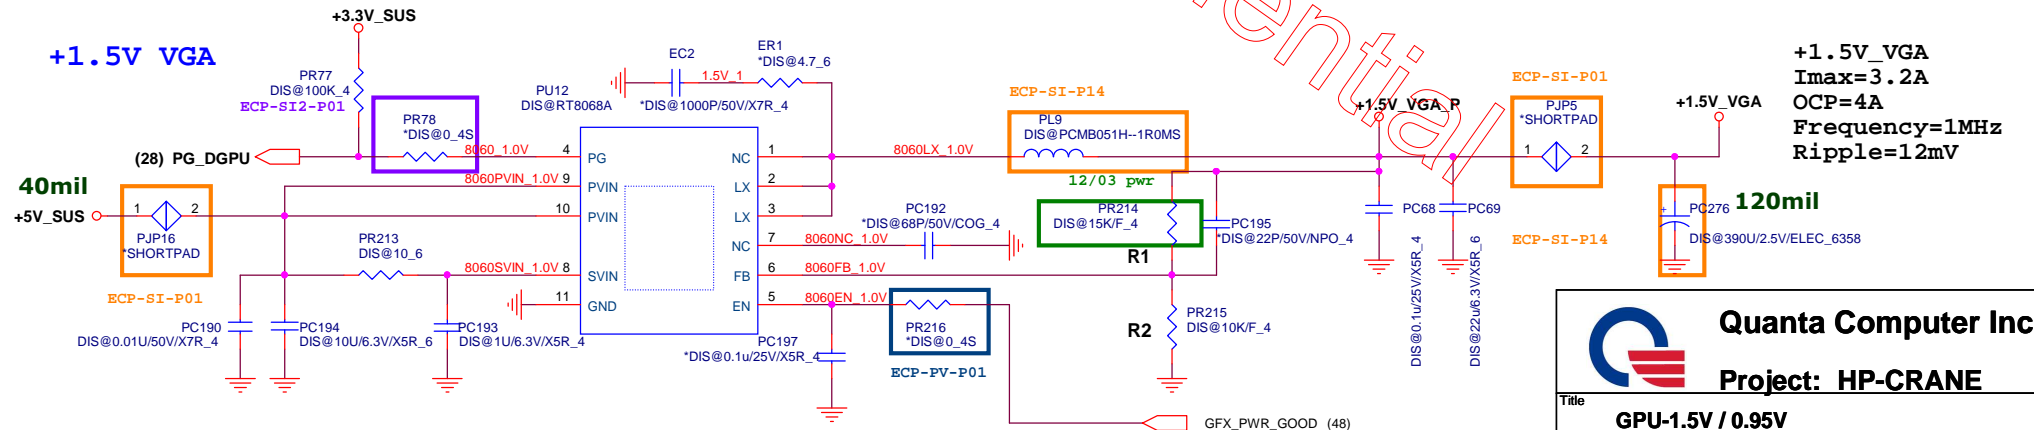 +3.3V_SUS
+1.5V VGA
PR77
DIS@100K_4
ECP-SI2-P01
PR78
*DIS@0_4S
(28) PG_DGPU
8060_1.0V
40mil
+5V_SUS
1
2
PJP16
*SHORTPAD
ECP-SI-P01
8060PVIN_1.0V
PR213
DIS@10_6
8060SVIN_1.0V
PC190
DIS@0.01U/50V/X7R_4
PC194
DIS@10U/6.3V/X5R_6
PC193
DIS@1U/6.3V/X5R_4
EC2
1.5V_1
*DIS@1000P/50V/X7R_4
ER1
*DIS@4.7_6
PU12
DIS@RT8068A
4 PG
9 PVIN
10 PVIN
8 SVIN
11 GND
NC 1
LX 2
LX 3
NC 7
FB 6
EN 5
8060LX_1.0V
PC192
*DIS@68P/50V/COG_4
8060NC_1.0V
8060FB_1.0V
8060EN_1.0V
PC197
*DIS@0.1u/25V/X5R_4
PR216
*DIS@0_4S
ECP-PV-P01
GFX_PWR_GOOD (48)
ential
ECP-SI-P14
PL9
DIS@PCMB051H--1R0MS
12/03 pwr
PR214
DIS@15K/F_4
R1
PC195
*DIS@22P/50V/NPO_4
R2
PR215
DIS@10K/F_4
+1.5V_VGA_P
PC68
DIS@0.1u/25V/X5R_4
PC69
DIS@22u/6.3V/X5R_6
ECP-SI-P01
PJP5
*SHORTPAD
1
2
ECP-SI-P14
+1.5V_VGA
+
PC276
120mil
DIS@390U/2.5V/ELEC_6358
+1.5V_VGA
Imax=3.2A
OCP=4A
Frequency=1MHz
Ripple=12mV
Quanta Computer Inc
Project: HP-CRANE
Title
GPU-1.5V / 0.95V